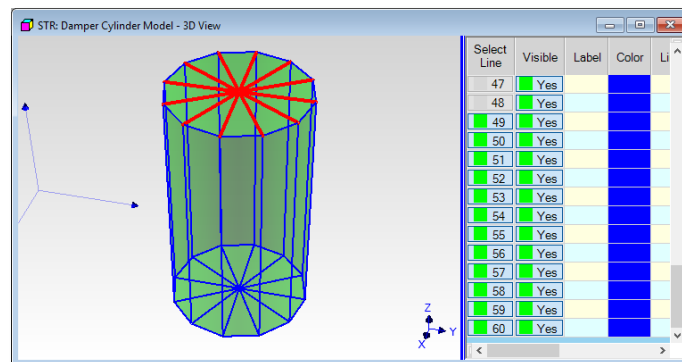 STR: Damper Cylinder Model - 3D View
Select Line Visible Label Color Li
47 Yes
48 Yes
49 Yes
50 Yes
51 Yes
52 Yes
53 Yes
54 Yes
55 Yes
56 Yes
57 Yes
58 Yes
59 Yes
60 Yes
Z
Y
X